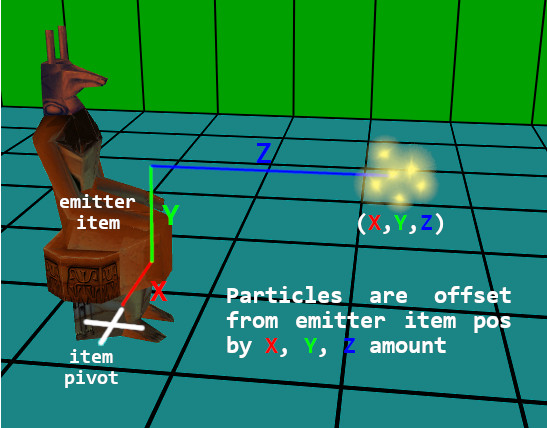 Z
emitter
item
Y
(X,Y,Z)
X
Particles are offset
from emitter item pos
by X, Y, Z amount
item
pivot